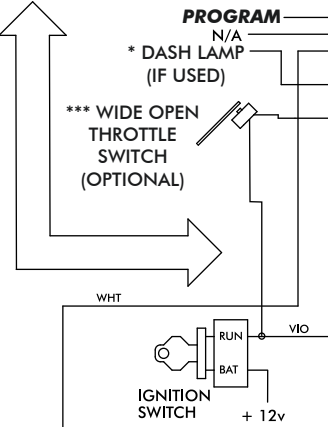 PROGRAM
N/A
* DASH LAMP
(IF USED)
*** WIDE OPEN
THROTTLE
SWITCH
(OPTIONAL)
WHT
RUN
VIO
BAT
IGNITION
SWITCH
+ 12v